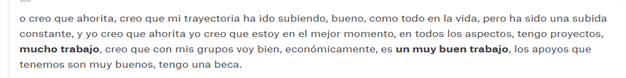 o creo que ahorita, creo que mi trayectoria ha ido subiendo, bueno, como todo en la vida, pero ha sido una subida
constante, y yo creo que ahorita yo creo que estoy en el mejor momento, en todos los aspectos, tengo proyectos,
mucho trabajo, creo que con mis grupos voy bien, económicamente, es un muy buen trabajo, los apoyos que
tenemos son muy buenos, tengo una beca.